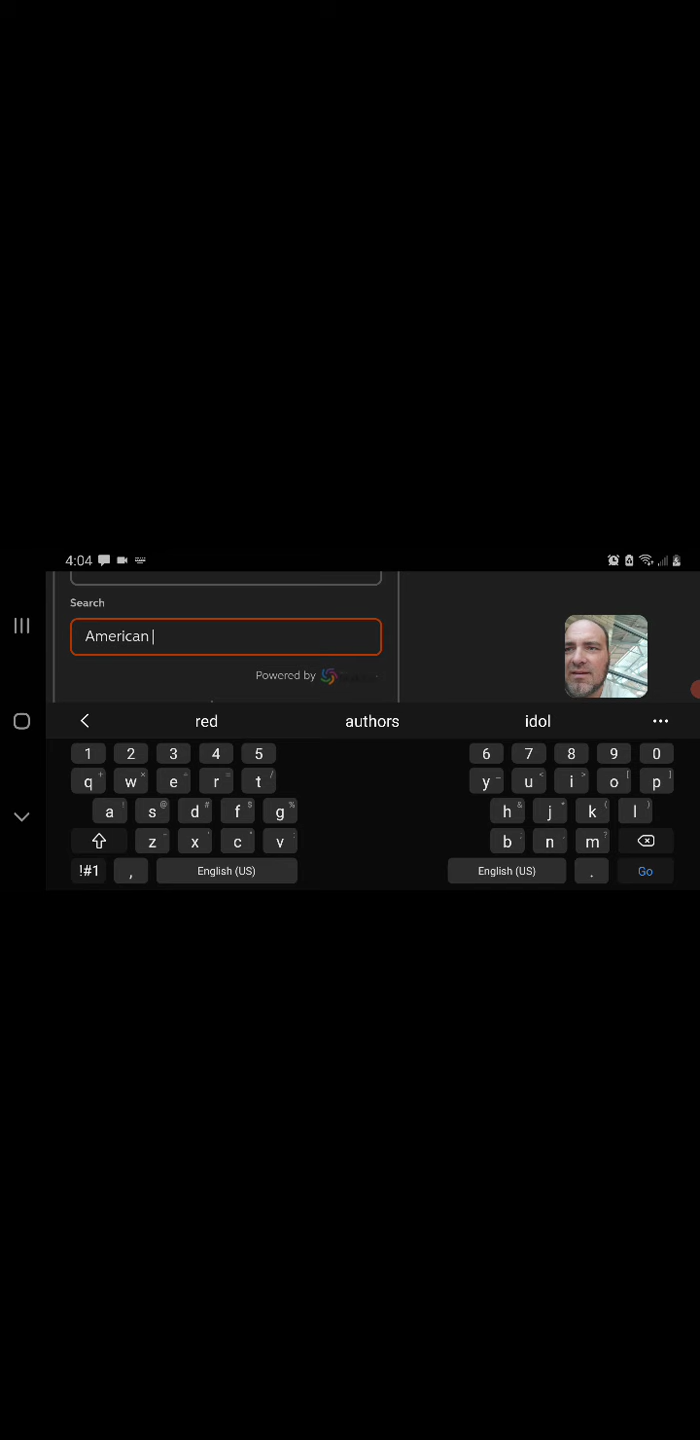 4:04
Search
American
Powered by
red authors idol
1 2 3 4 5 6 7 8 9 0
q w e r t y u i o p
a s d f g h j k l
z x c v b n m
!#1 , English (US) English (US) . Go